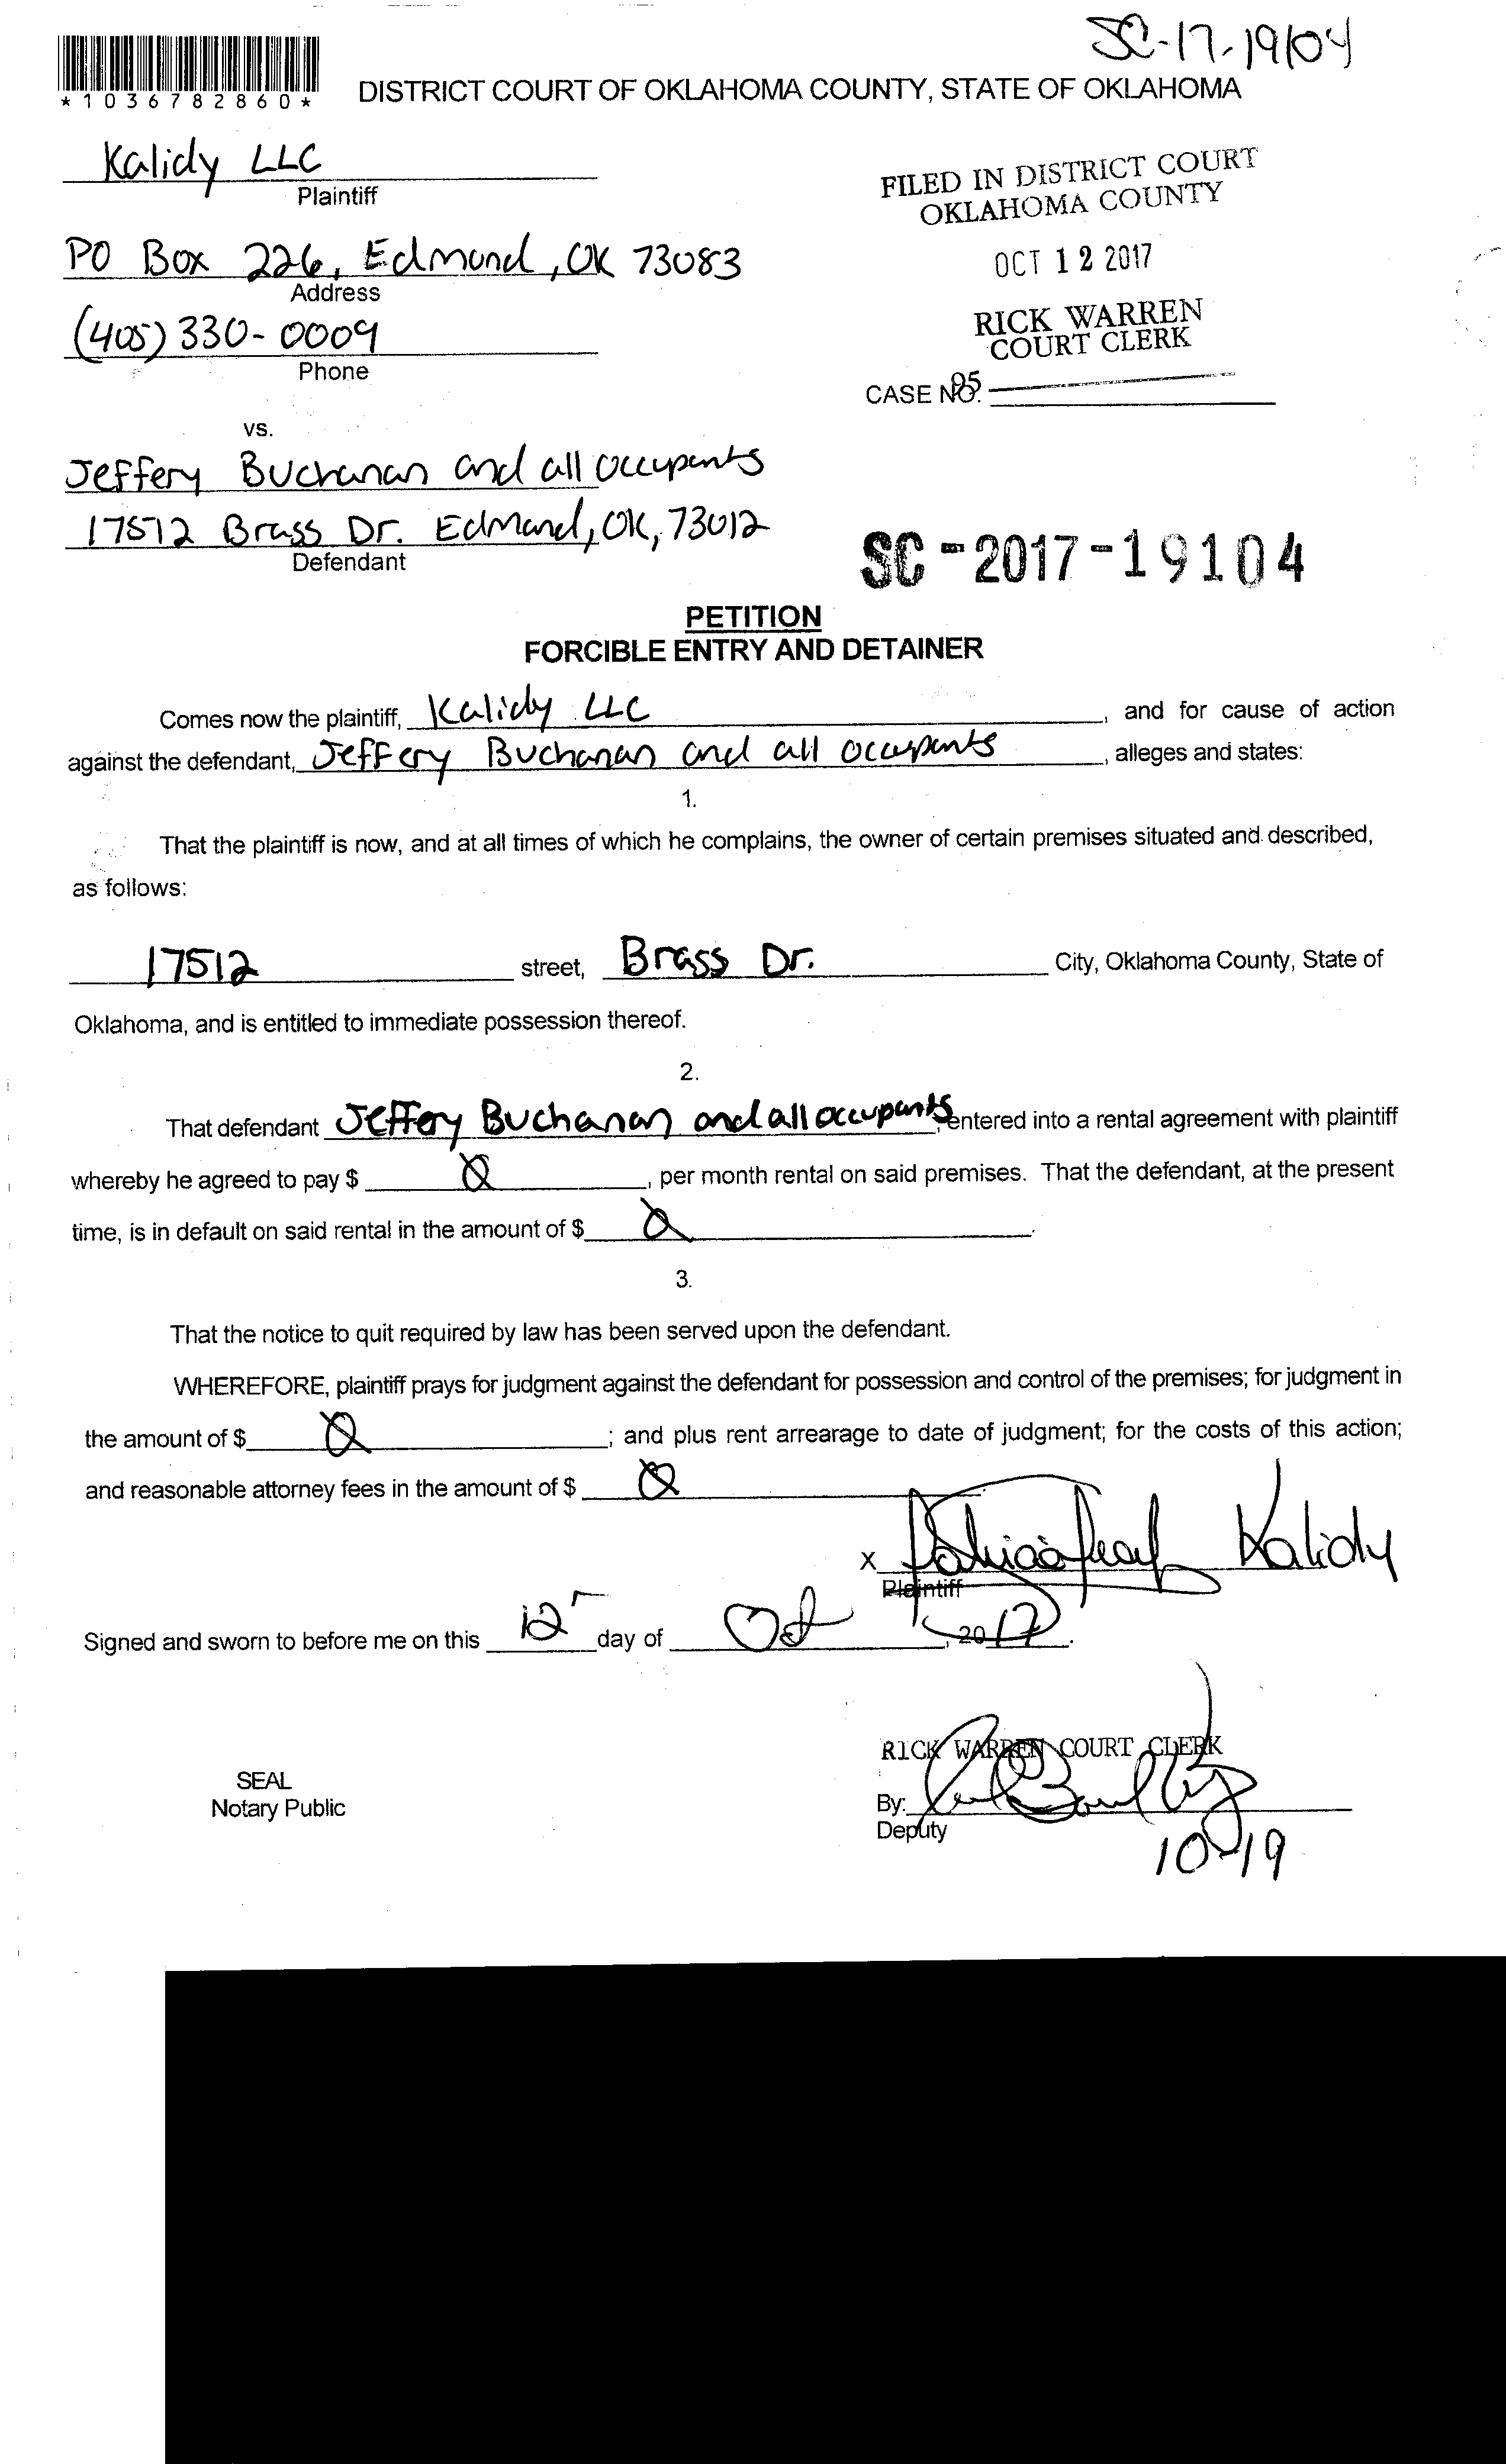 SC-17-19104
*1036782860*
DISTRICT COURT OF OKLAHOMA COUNTY, STATE OF OKLAHOMA
Kalidy LLC
Plaintiff
FILED IN DISTRICT COURT
OKLAHOMA COUNTY
PO Box 226, Edmond, OK 73083
Address
OCT 12 2017
(405) 330-0009
Phone
RICK WARREN
COURT CLERK
95
CASE NO.
vs.
Jeffery Buchanan and all occupants
17512 Brass Dr. Edmond, OK, 73012
Defendant
SC-2017-19104
PETITION
FORCIBLE ENTRY AND DETAINER
Comes now the plaintiff, Kalidy LLC, and for cause of action
against the defendant, Jeffery Buchanan and all occupants, alleges and states:
1.
That the plaintiff is now, and at all times of which he complains, the owner of certain premises situated and described,
as follows:
17512 street, Brass Dr. City, Oklahoma County, State of
Oklahoma, and is entitled to immediate possession thereof.
2.
That defendant Jeffery Buchanan and all occupants, entered into a rental agreement with plaintiff
whereby he agreed to pay $ Ø, per month rental on said premises. That the defendant, at the present
time, is in default on said rental in the amount of $ Ø.
3.
That the notice to quit required by law has been served upon the defendant.
WHEREFORE, plaintiff prays for judgment against the defendant for possession and control of the premises; for judgment in
the amount of $ Ø; and plus rent arrearage to date of judgment; for the costs of this action;
and reasonable attorney fees in the amount of $ Ø.
X Kalidy
Plaintiff
Signed and sworn to before me on this 12 day of Oct, 2017.
RICK WARREN COURT CLERK
SEAL
Notary Public
By:
Deputy
10-19